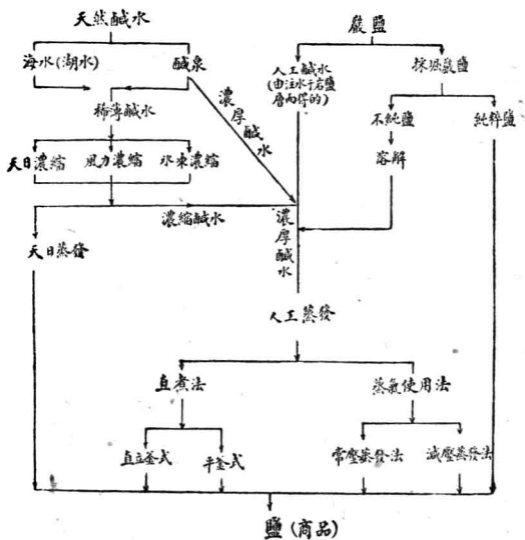 天然鹹水
巖鹽
海水(湖水)
鹹泉
人工鹹水
(由注水于岩鹽
層而得的)
採掘巖鹽
稀薄鹹水
濃厚鹹水
不純鹽
純粹鹽
天日濃縮
風力濃縮
氷凍濃縮
溶解
濃縮鹹水
濃厚鹹水
天日蒸發
人工蒸發
直煮法
蒸氣使用法
直立釜式
平釜式
常壓蒸發法
減壓蒸發法
鹽(商品)